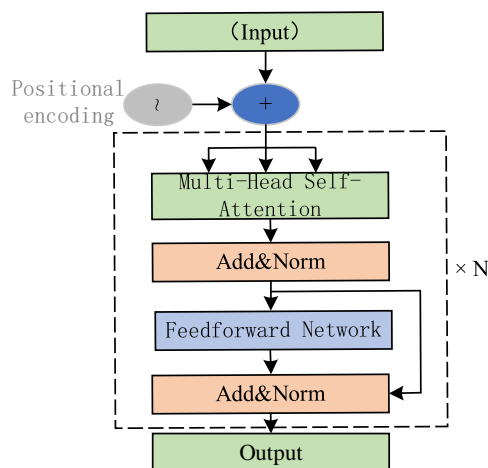 （Input）
Positional
encoding
~
+
Multi-Head Self-
Attention
Add&Norm
× N
Feedforward Network
Add&Norm
Output